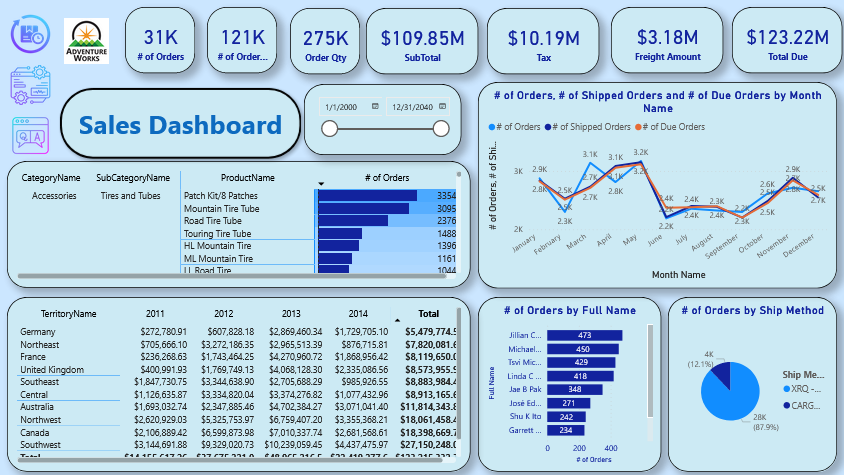 ADVENTURE
WORKS
31K
# of Orders
121K
# of Order...
275K
Order Qty
$109.85M
SubTotal
$10.19M
Tax
$3.18M
Freight Amount
$123.22M
Total Due
Sales Dashboard
1/1/2000
12/31/2040
CategoryName SubCategoryName ProductName # of Orders
Accessories Tires and Tubes Patch Kit/8 Patches 3354
Mountain Tire Tube 3095
Road Tire Tube 2376
Touring Tire Tube 1488
HL Mountain Tire 1396
ML Mountain Tire 1161
LL Road Tire 1044
# of Orders, # of Shipped Orders and # of Due Orders by Month
Name
# of Orders # of Shipped Orders # of Due Orders
# of Orders, # of Shi...
3K
2K
2.9K
2.8K
2.5K
2.3K
3.1K
2.7K
3.1K
2.8K
3.2K
2.4K
2.2K
2.4K
2.4K
2.3K
2.4K
2.2K
2.3K
2.6K
2.5K
2.9K
2.5K
2.7K
January
February
March
April
May
June
July
August
September
October
November
December
Month Name
TerritoryName 2011 2012 2013 2014 Total
Germany $272,780.91 $607,828.18 $2,869,460.34 $1,729,705.10 $5,479,774.5
Northeast $705,666.10 $3,272,186.35 $2,965,513.39 $876,715.81 $7,820,081.6
France $236,268.63 $1,743,464.25 $4,270,960.72 $1,868,956.42 $8,119,650.0
United Kingdom $400,991.93 $1,769,749.13 $4,068,128.30 $2,335,086.56 $8,573,955.9
Southeast $1,847,730.75 $3,344,638.90 $2,705,688.29 $985,926.55 $8,883,984.4
Central $1,126,635.87 $3,334,820.04 $3,374,276.82 $1,077,432.96 $8,913,165.6
Australia $1,693,032.74 $2,347,885.46 $4,702,384.27 $3,071,041.40 $11,814,343.8
Northwest $2,620,929.03 $5,325,753.97 $6,759,407.20 $3,355,368.21 $18,061,458.4
Canada $2,106,889.42 $6,599,873.98 $7,010,337.74 $2,681,568.61 $18,398,669.7
Southwest $3,144,691.88 $9,329,020.73 $10,239,059.45 $4,437,475.97 $27,150,248.0
Total
# of Orders by Full Name
Full Name
Jillian C... 473
Michael... 450
Tsvi Mic... 429
Linda C ... 418
Jae B Pak 348
José Ed... 271
Shu K Ito 242
Garrett ... 234
0 200 400
# of Orders
# of Orders by Ship Method
4K
(12.1%)
28K
(87.9%)
Ship Me...
XRQ -...
CARG...